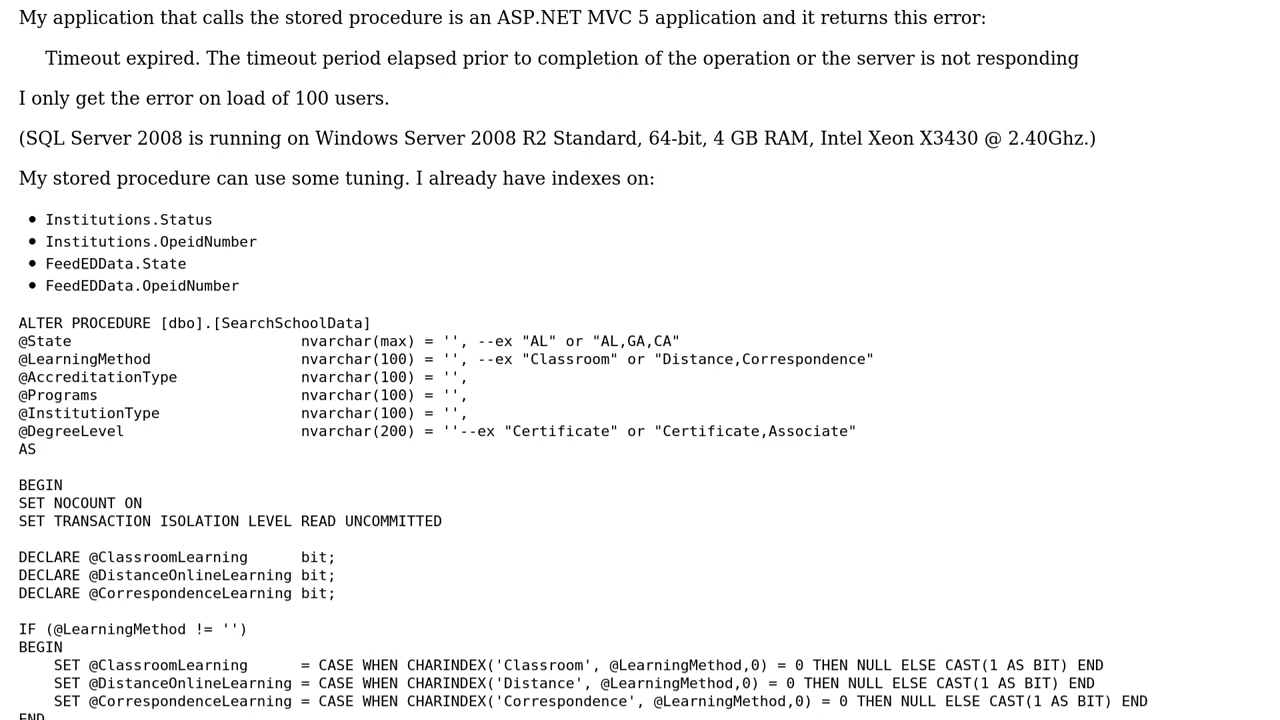 My application that calls the stored procedure is an ASP.NET MVC 5 application and it returns this error:
Timeout expired. The timeout period elapsed prior to completion of the operation or the server is not responding
I only get the error on load of 100 users.
(SQL Server 2008 is running on Windows Server 2008 R2 Standard, 64-bit, 4 GB RAM, Intel Xeon X3430 @ 2.40Ghz.)
My stored procedure can use some tuning. I already have indexes on:
• Institutions.Status
• Institutions.OpeidNumber
• FeedEDData.State
• FeedEDData.OpeidNumber
ALTER PROCEDURE [dbo].[SearchSchoolData]
@State                          nvarchar(max) = '', --ex "AL" or "AL,GA,CA"
@LearningMethod                 nvarchar(100) = '', --ex "Classroom" or "Distance,Correspondence"
@AccreditationType              nvarchar(100) = '',
@Programs                       nvarchar(100) = '',
@InstitutionType                nvarchar(100) = '',
@DegreeLevel                    nvarchar(200) = ''--ex "Certificate" or "Certificate,Associate"
AS
BEGIN
SET NOCOUNT ON
SET TRANSACTION ISOLATION LEVEL READ UNCOMMITTED
DECLARE @ClassroomLearning      bit;
DECLARE @DistanceOnlineLearning bit;
DECLARE @CorrespondenceLearning bit;
IF (@LearningMethod != '')
BEGIN
    SET @ClassroomLearning      = CASE WHEN CHARINDEX('Classroom', @LearningMethod,0) = 0 THEN NULL ELSE CAST(1 AS BIT) END
    SET @DistanceOnlineLearning = CASE WHEN CHARINDEX('Distance', @LearningMethod,0) = 0 THEN NULL ELSE CAST(1 AS BIT) END
    SET @CorrespondenceLearning = CASE WHEN CHARINDEX('Correspondence', @LearningMethod,0) = 0 THEN NULL ELSE CAST(1 AS BIT) END
END